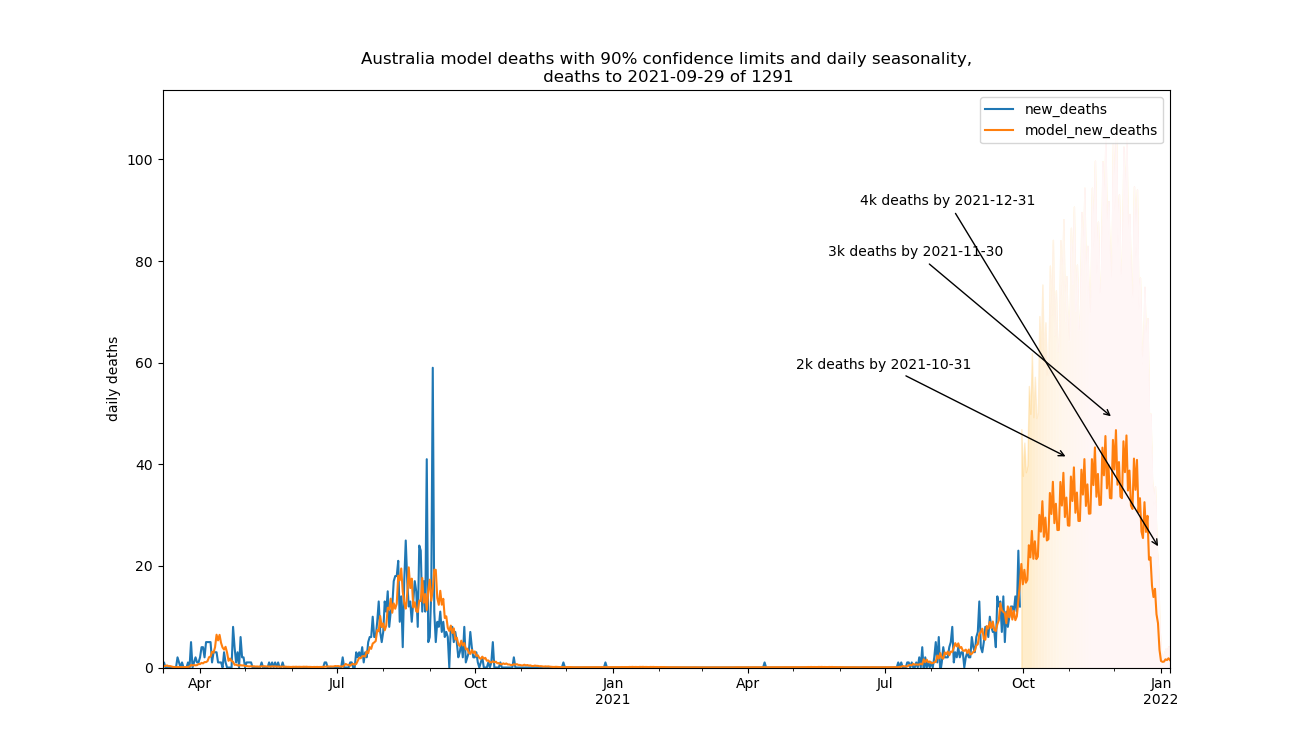 Australia model deaths with 90% confidence limits and daily seasonality,
deaths to 2021-09-29 of 1291
new_deaths
model_new_deaths
100
80
60
40
20
0
daily deaths
4k deaths by 2021-12-31
3k deaths by 2021-11-30
2k deaths by 2021-10-31
Apr
Jul
Oct
Jan
2021
Apr
Jul
Oct
Jan
2022